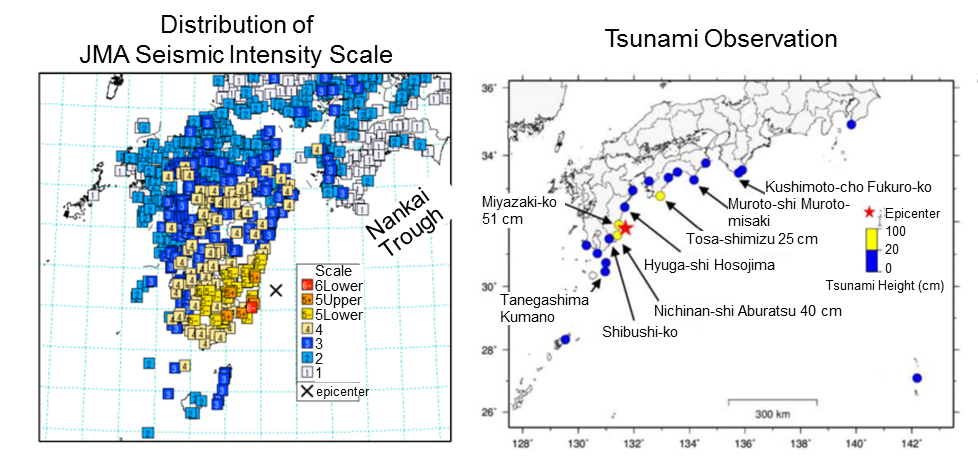 Distribution of
JMA Seismic Intensity Scale
Nankai
Trough
Scale
6Lower
5Upper
5Lower
4
3
2
1
epicenter
Tsunami Observation
36°
34°
30°
28°
26°
128°
130°
132°
134°
136°
138°
140°
142°
Kushimoto-cho Fukuro-ko
Muroto-shi Muroto-
misaki
Miyazaki-ko
51 cm
Tosa-shimizu 25 cm
Hyuga-shi Hosojima
Nichinan-shi Aburatsu 40 cm
Shibushi-ko
Tanegashima
Kumano
Epicenter
100
20
0
Tsunami Height (cm)
300 km